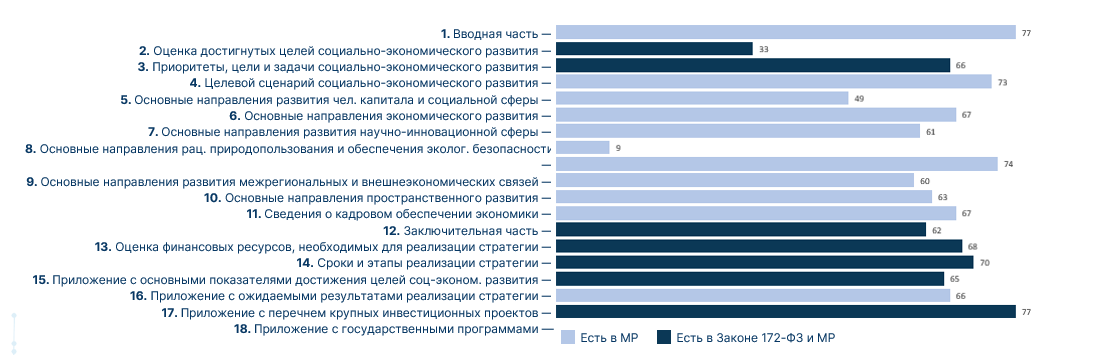 1. Вводная часть — 77
2. Оценка достигнутых целей социально-экономического развития — 33
3. Приоритеты, цели и задачи социально-экономического развития — 66
4. Целевой сценарий социально-экономического развития — 73
5. Основные направления развития чел. капитала и социальной сферы — 49
6. Основные направления экономического развития — 67
7. Основные направления развития научно-инновационной сферы — 61
8. Основные направления рац. природопользования и обеспечения эколог. безопасности 9
— 74
9. Основные направления развития межрегиональных и внешнеэкономических связей — 60
10. Основные направления пространственного развития — 63
11. Сведения о кадровом обеспечении экономики — 67
12. Заключительная часть — 62
13. Оценка финансовых ресурсов, необходимых для реализации стратегии — 68
14. Сроки и этапы реализации стратегии — 70
15. Приложение с основными показателями достижения целей соц-эконом. развития — 65
16. Приложение с ожидаемыми результатами реализации стратегии — 66
17. Приложение с перечнем крупных инвестиционных проектов — 77
18. Приложение с государственными программами —
Есть в МР Есть в Законе 172-ФЗ и МР